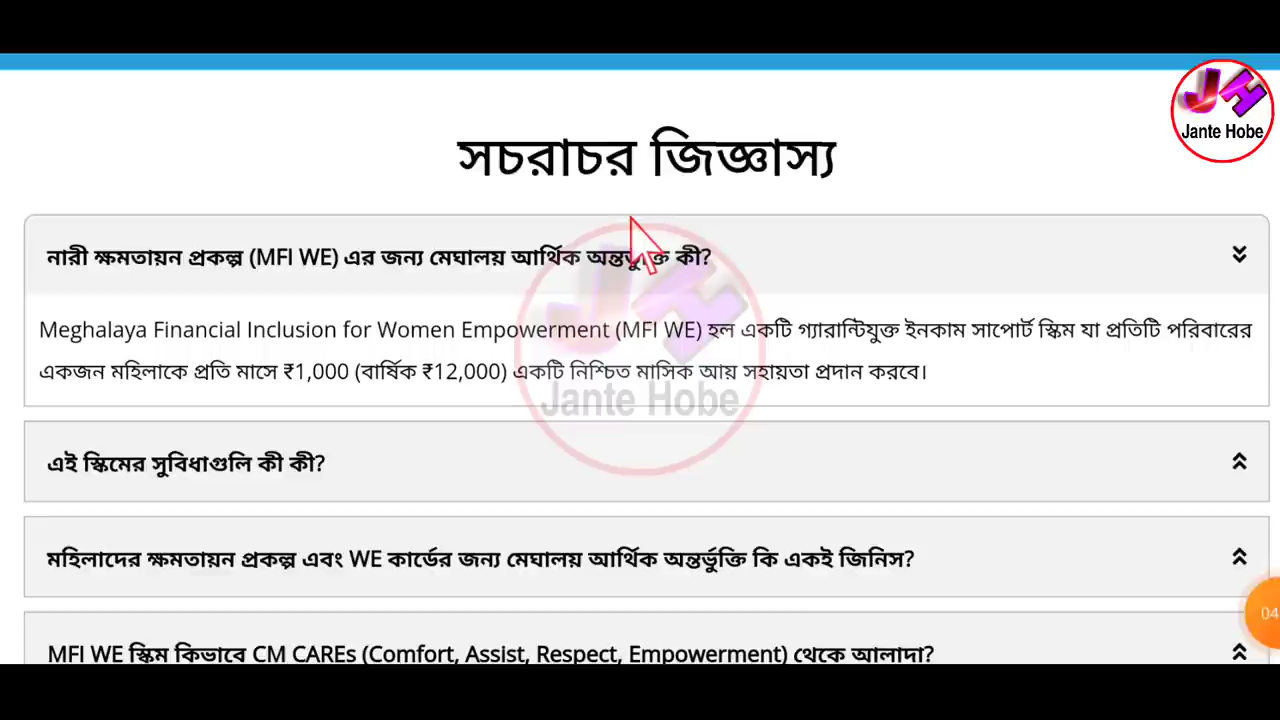 JH
Jante Hobe
সচরাচর জিজ্ঞাস্য
নারী ক্ষমতায়ন প্রকল্প (MFI WE) এর জন্য মেঘালয় আর্থিক অন্তর্ভুক্তি কী?
Meghalaya Financial Inclusion for Women Empowerment (MFI WE) হল একটি গ্যারান্টিযুক্ত ইনকাম সাপোর্ট স্কিম যা প্রতিটি পরিবারের
একজন মহিলাকে প্রতি মাসে ₹1,000 (বার্ষিক ₹12,000) একটি নিশ্চিত মাসিক আয় সহায়তা প্রদান করবে।
JH
Jante Hobe
এই স্কিমের সুবিধাগুলি কী কী?
মহিলাদের ক্ষমতায়ন প্রকল্প এবং WE কার্ডের জন্য মেঘালয় আর্থিক অন্তর্ভুক্তি কি একই জিনিস?
04
MFI WE স্কিম কিভাবে CM CAREs (Comfort, Assist, Respect, Empowerment) থেকে আলাদা?